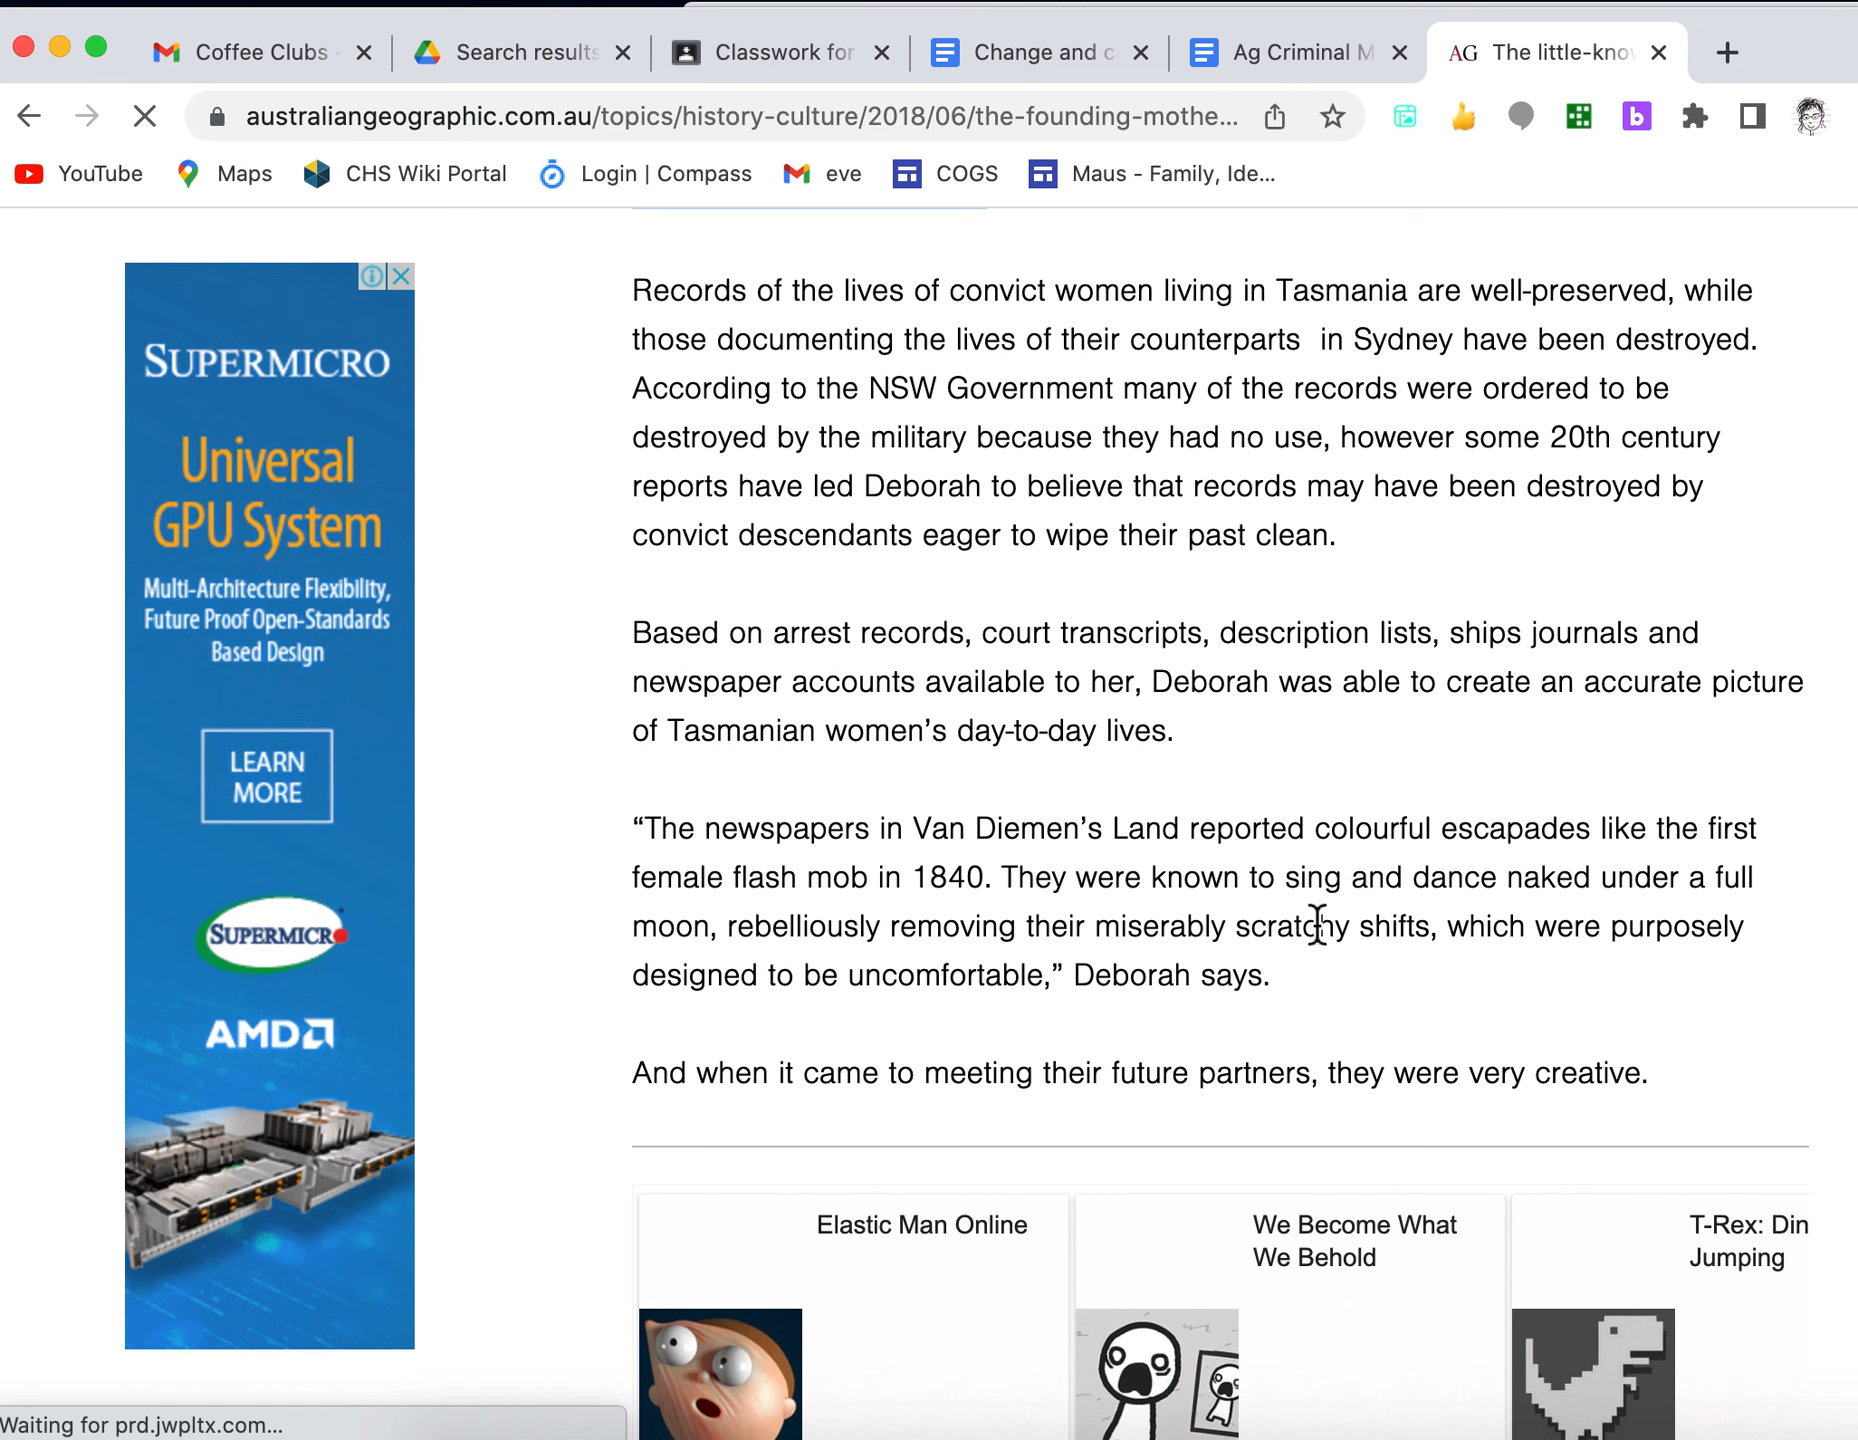 Coffee Clubs -
Search results
Classwork for
Change and c
Ag Criminal M
AG The little-kno
australiangeographic.com.au/topics/history-culture/2018/06/the-founding-mothe...
b
YouTube
Maps
CHS Wiki Portal
Login | Compass
eve
COGS
Maus - Family, Ide...
SUPERMICRO
Universal
GPU System
Multi-Architecture Flexibility,
Future Proof Open-Standards
Based Design
LEARN
MORE
SUPERMICR
AMD
Records of the lives of convict women living in Tasmania are well-preserved, while
those documenting the lives of their counterparts  in Sydney have been destroyed.
According to the NSW Government many of the records were ordered to be
destroyed by the military because they had no use, however some 20th century
reports have led Deborah to believe that records may have been destroyed by
convict descendants eager to wipe their past clean.
Based on arrest records, court transcripts, description lists, ships journals and
newspaper accounts available to her, Deborah was able to create an accurate picture
of Tasmanian women’s day-to-day lives.
“The newspapers in Van Diemen’s Land reported colourful escapades like the first
female flash mob in 1840. They were known to sing and dance naked under a full
moon, rebelliously removing their miserably scratchy shifts, which were purposely
designed to be uncomfortable,” Deborah says.
And when it came to meeting their future partners, they were very creative.
Elastic Man Online
We Become What
We Behold
T-Rex: Din
Jumping
Waiting for prd.jwpltx.com...